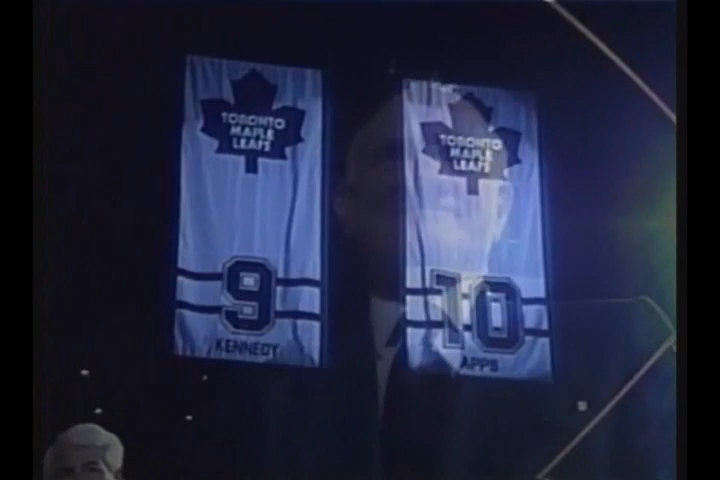 TORONTO
MAPLE
LEAFS
9
KENNEDY
TORONTO
MAPLE
LEAFS
10
APPS